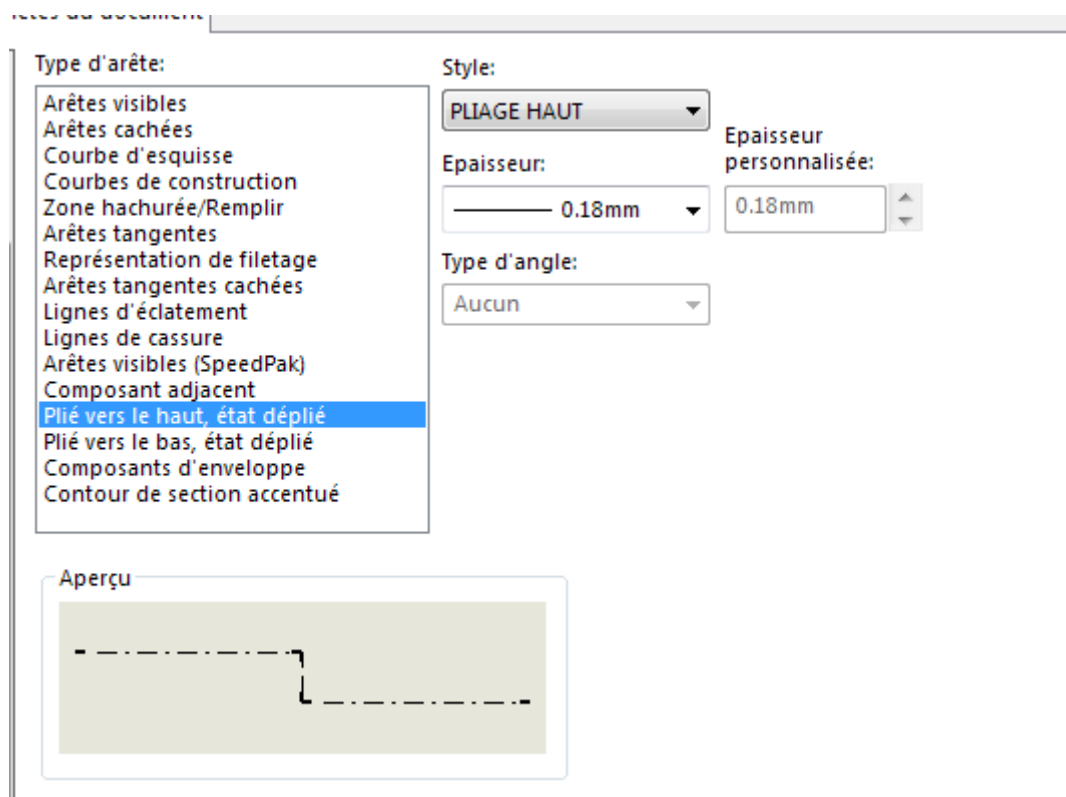 Type d'arête:
Arêtes visibles
Arêtes cachées
Courbe d'esquisse
Courbes de construction
Zone hachurée/Remplir
Arêtes tangentes
Représentation de filetage
Arêtes tangentes cachées
Lignes d'éclatement
Lignes de cassure
Arêtes visibles (SpeedPak)
Composant adjacent
Plié vers le haut, état déplié
Plié vers le bas, état déplié
Composants d'enveloppe
Contour de section accentué
Style:
PLIAGE HAUT
Epaisseur:
0.18mm
Epaisseur
personnalisée:
0.18mm
Type d'angle:
Aucun
Aperçu